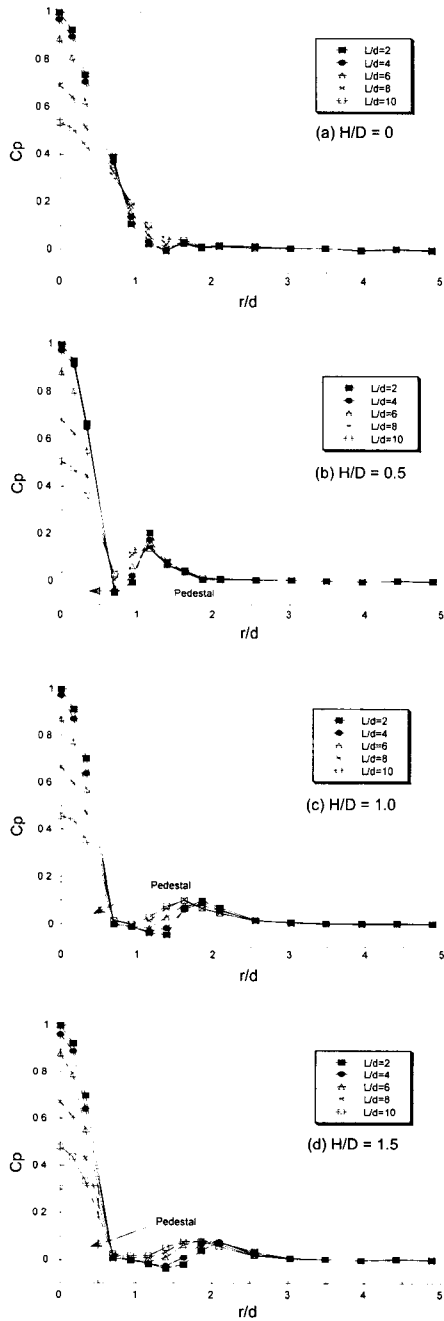 1
0.8
0.6
0.4
0.2
0
Cp
L/d=2
L/d=4
L/d=6
L/d=8
L/d=10
(a) H/D = 0
0 1 2 3 4 5
r/d
1
0.8
0.6
0.4
0.2
0
Cp
L/d=2
L/d=4
L/d=6
L/d=8
L/d=10
(b) H/D = 0.5
Pedestal
0 1 2 3 4 5
r/d
1
0.8
0.6
0.4
0.2
0
Cp
L/d=2
L/d=4
L/d=6
L/d=8
L/d=10
(c) H/D = 1.0
Pedestal
0 1 2 3 4 5
r/d
1
0.8
0.6
0.4
0.2
0
Cp
L/d=2
L/d=4
L/d=6
L/d=8
L/d=10
(d) H/D = 1.5
Pedestal
0 1 2 3 4 5
r/d